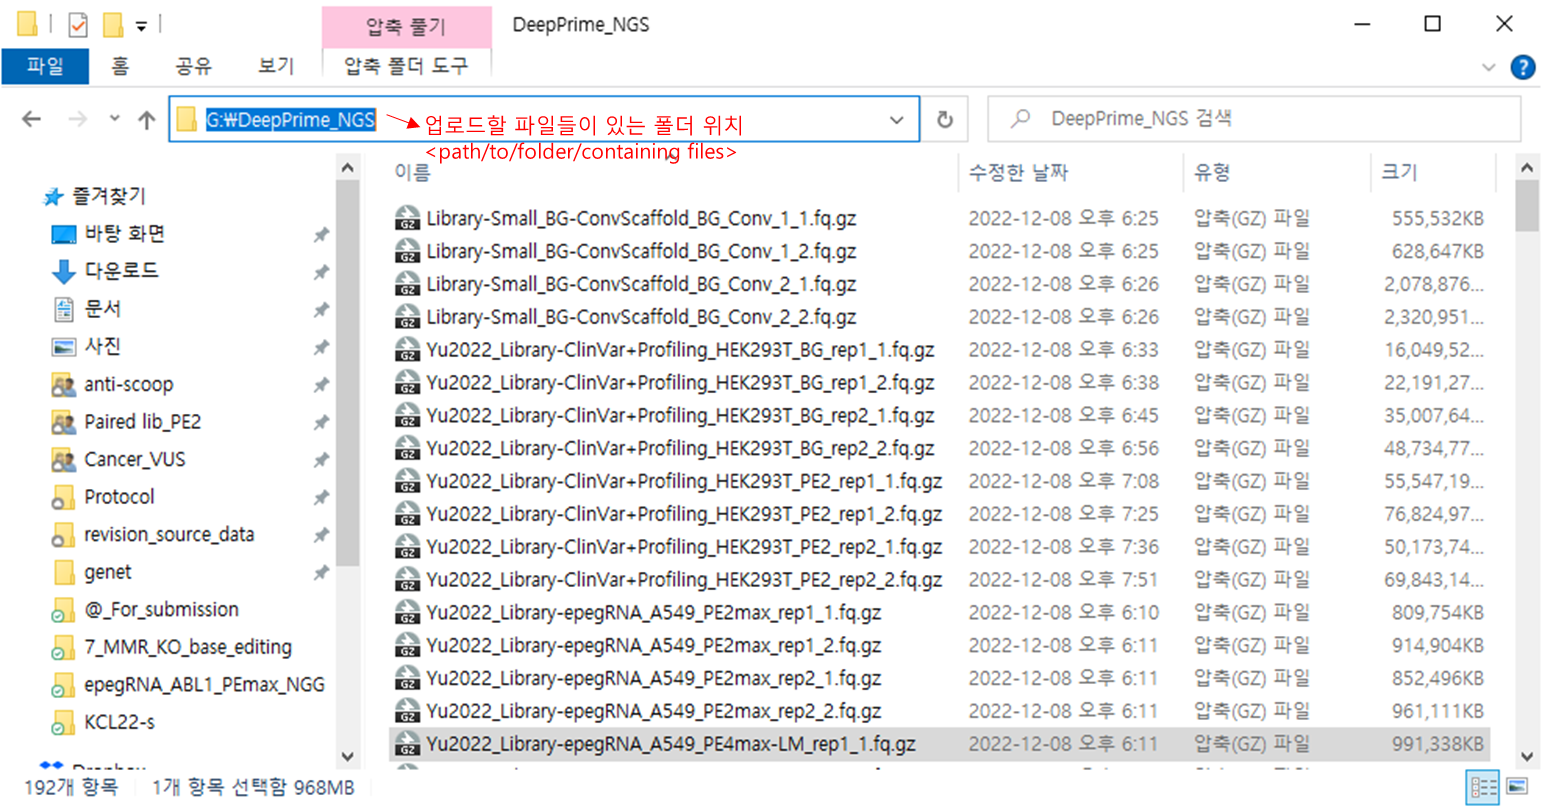 압축 풀기
DeepPrime_NGS
파일
홈
공유
보기
압축 폴더 도구
G:₩DeepPrime_NGS
업로드할 파일들이 있는 폴더 위치
<path/to/folder/containing files>
DeepPrime_NGS 검색
즐겨찾기
바탕 화면
다운로드
문서
사진
anti-scoop
Paired lib_PE2
Cancer_VUS
Protocol
revision_source_data
genet
@_For_submission
7_MMR_KO_base_editing
epegRNA_ABL1_PEmax_NGG
KCL22-s
Dropbox
이름 수정한 날짜 유형 크기
Library-Small_BG-ConvScaffold_BG_Conv_1_1.fq.gz 2022-12-08 오후 6:25 압축(GZ) 파일 555,532KB
Library-Small_BG-ConvScaffold_BG_Conv_1_2.fq.gz 2022-12-08 오후 6:25 압축(GZ) 파일 628,647KB
Library-Small_BG-ConvScaffold_BG_Conv_2_1.fq.gz 2022-12-08 오후 6:26 압축(GZ) 파일 2,078,876...
Library-Small_BG-ConvScaffold_BG_Conv_2_2.fq.gz 2022-12-08 오후 6:26 압축(GZ) 파일 2,320,951...
Yu2022_Library-ClinVar+Profiling_HEK293T_BG_rep1_1.fq.gz 2022-12-08 오후 6:33 압축(GZ) 파일 16,049,52...
Yu2022_Library-ClinVar+Profiling_HEK293T_BG_rep1_2.fq.gz 2022-12-08 오후 6:38 압축(GZ) 파일 22,191,27...
Yu2022_Library-ClinVar+Profiling_HEK293T_BG_rep2_1.fq.gz 2022-12-08 오후 6:45 압축(GZ) 파일 35,007,64...
Yu2022_Library-ClinVar+Profiling_HEK293T_BG_rep2_2.fq.gz 2022-12-08 오후 6:56 압축(GZ) 파일 48,734,77...
Yu2022_Library-ClinVar+Profiling_HEK293T_PE2_rep1_1.fq.gz 2022-12-08 오후 7:08 압축(GZ) 파일 55,547,19...
Yu2022_Library-ClinVar+Profiling_HEK293T_PE2_rep1_2.fq.gz 2022-12-08 오후 7:25 압축(GZ) 파일 76,824,97...
Yu2022_Library-ClinVar+Profiling_HEK293T_PE2_rep2_1.fq.gz 2022-12-08 오후 7:36 압축(GZ) 파일 50,173,74...
Yu2022_Library-ClinVar+Profiling_HEK293T_PE2_rep2_2.fq.gz 2022-12-08 오후 7:51 압축(GZ) 파일 69,843,14...
Yu2022_Library-epegRNA_A549_PE2max_rep1_1.fq.gz 2022-12-08 오후 6:10 압축(GZ) 파일 809,754KB
Yu2022_Library-epegRNA_A549_PE2max_rep1_2.fq.gz 2022-12-08 오후 6:11 압축(GZ) 파일 914,904KB
Yu2022_Library-epegRNA_A549_PE2max_rep2_1.fq.gz 2022-12-08 오후 6:11 압축(GZ) 파일 852,496KB
Yu2022_Library-epegRNA_A549_PE2max_rep2_2.fq.gz 2022-12-08 오후 6:11 압축(GZ) 파일 961,111KB
Yu2022_Library-epegRNA_A549_PE4max-LM_rep1_1.fq.gz 2022-12-08 오후 6:11 압축(GZ) 파일 991,338KB
192개 항목 1개 항목 선택함 968MB